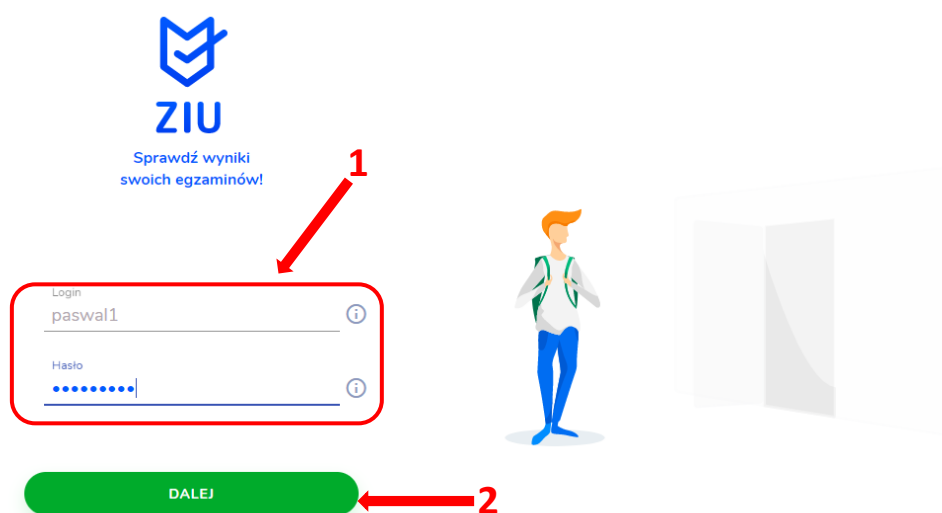 ZIU
Sprawdź wyniki
swoich egzaminów!
1
Login
paswal1
Hasło
DALEJ
2